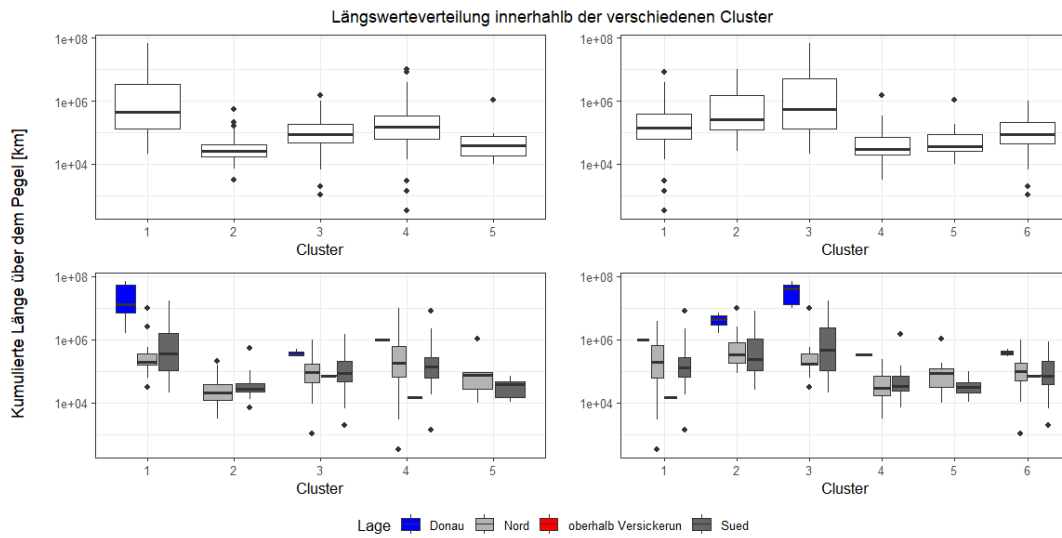 Längswerteverteilung innerhahlb der verschiedenen Cluster
Kumulierte Länge über dem Pegel [km]
1e+08
1e+06
1e+04
1 2 3 4 5
Cluster
1e+08
1e+06
1e+04
1 2 3 4 5 6
Cluster
1e+08
1e+06
1e+04
1 2 3 4 5
Cluster
1e+08
1e+06
1e+04
1 2 3 4 5 6
Cluster
Lage Donau Nord oberhalb Versickerun Sued